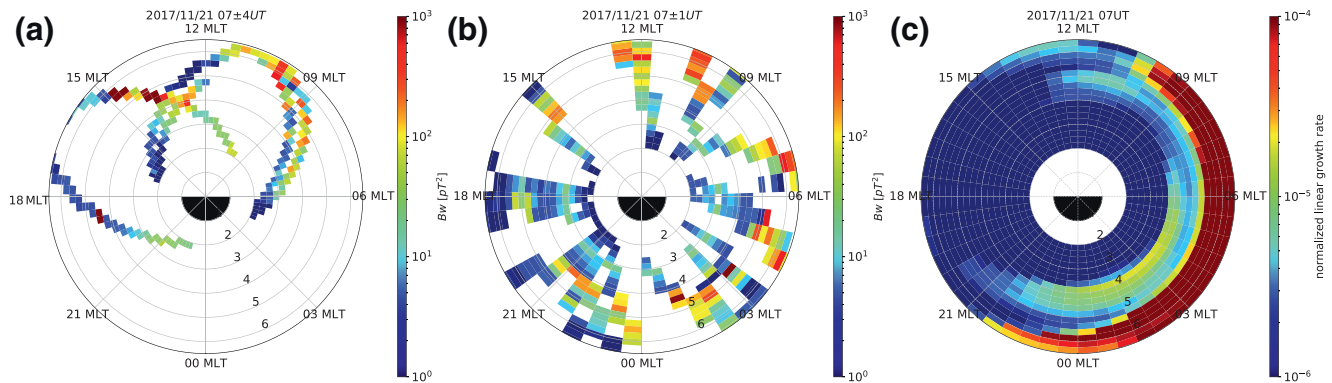 (a)
2017/11/21 07±4UT
12 MLT
15 MLT
09 MLT
18 MLT
06 MLT
21 MLT
03 MLT
00 MLT
2
3
4
5
6
10³
10²
10¹
10⁰
Bw [pT²]
(b)
2017/11/21 07±1UT
12 MLT
15 MLT
09 MLT
18 MLT
06 MLT
21 MLT
03 MLT
00 MLT
2
3
4
5
6
10³
10²
10¹
10⁰
Bw [pT²]
(c)
2017/11/21 07UT
12 MLT
15 MLT
09 MLT
18 MLT
06 MLT
21 MLT
03 MLT
00 MLT
2
3
4
5
6
10⁻⁴
10⁻⁵
10⁻⁶
normalized linear growth rate